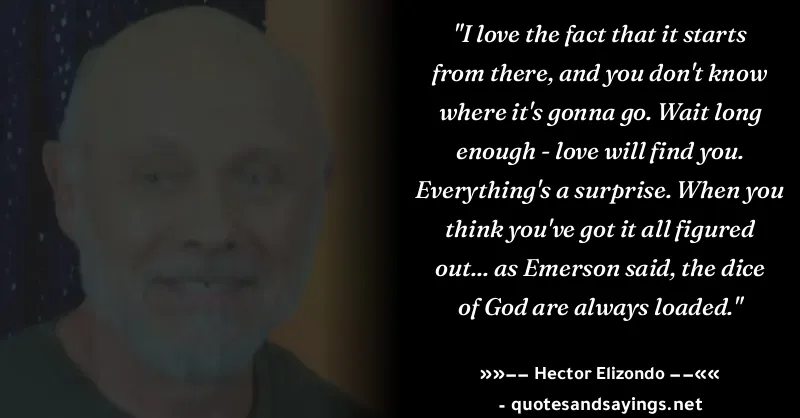 "I love the fact that it starts
from there, and you don't know
where it's gonna go. Wait long
enough - love will find you.
Everything's a surprise. When you
think you've got it all figured
out... as Emerson said, the dice
of God are always loaded."
»»−− Hector Elizondo −−««
- quotesandsayings.net